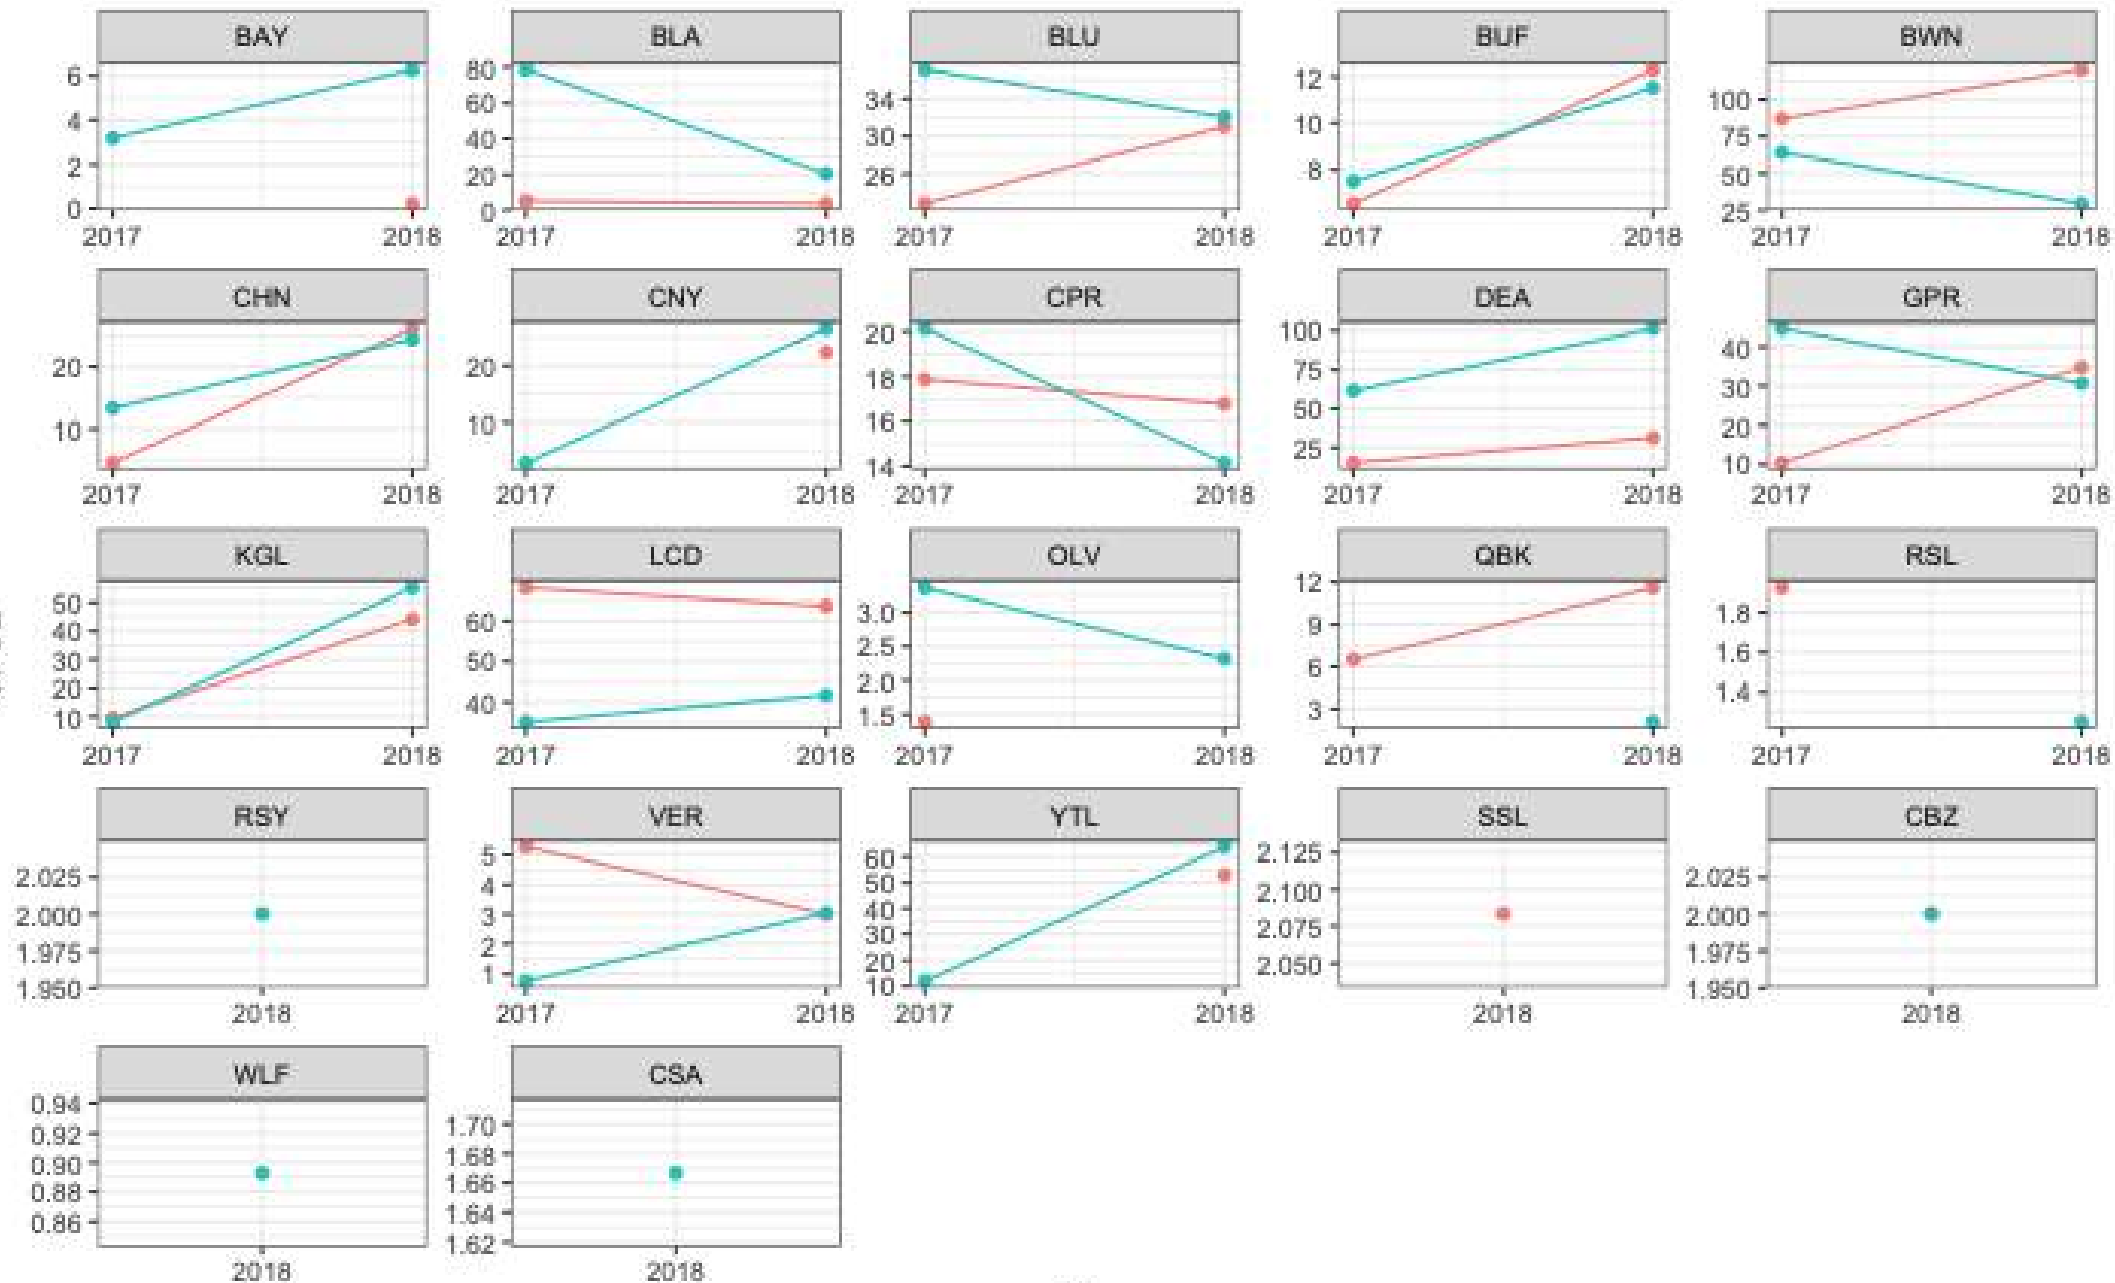 BAY BLA BLU BUF BWN
6 80 34 12 100
4 60 30 10 75
2 40 26 8 50
0 20 25
0
2017 2018 2017 2018 2017 2018 2017 2018 2017 2018
CHN CNY CPR DEA GPR
20 20 20 100 40
10 10 18 75 30
16 50 20
14 25 10
2017 2018 2017 2018 2017 2018 2017 2018 2017 2018
KGL LCD OLV QBK RSL
50 60 3.0 12 1.8
40 50 2.5 9 1.6
30 40 2.0 6 1.4
20 1.5 3
10
2017 2018 2017 2018 2017 2018 2017 2018 2017 2018
RSY VER YTL SSL CBZ
2.025 5 60 2.125 2.025
2.000 4 50 2.100 2.000
1.975 3 40 2.075 1.975
1.950 2 30 2.050 1.950
1 20
10
2018 2017 2018 2017 2018 2018 2018
WLF CSA
0.94 1.70
0.92 1.68
0.90 1.66
0.88 1.64
0.86 1.62
2018 2018